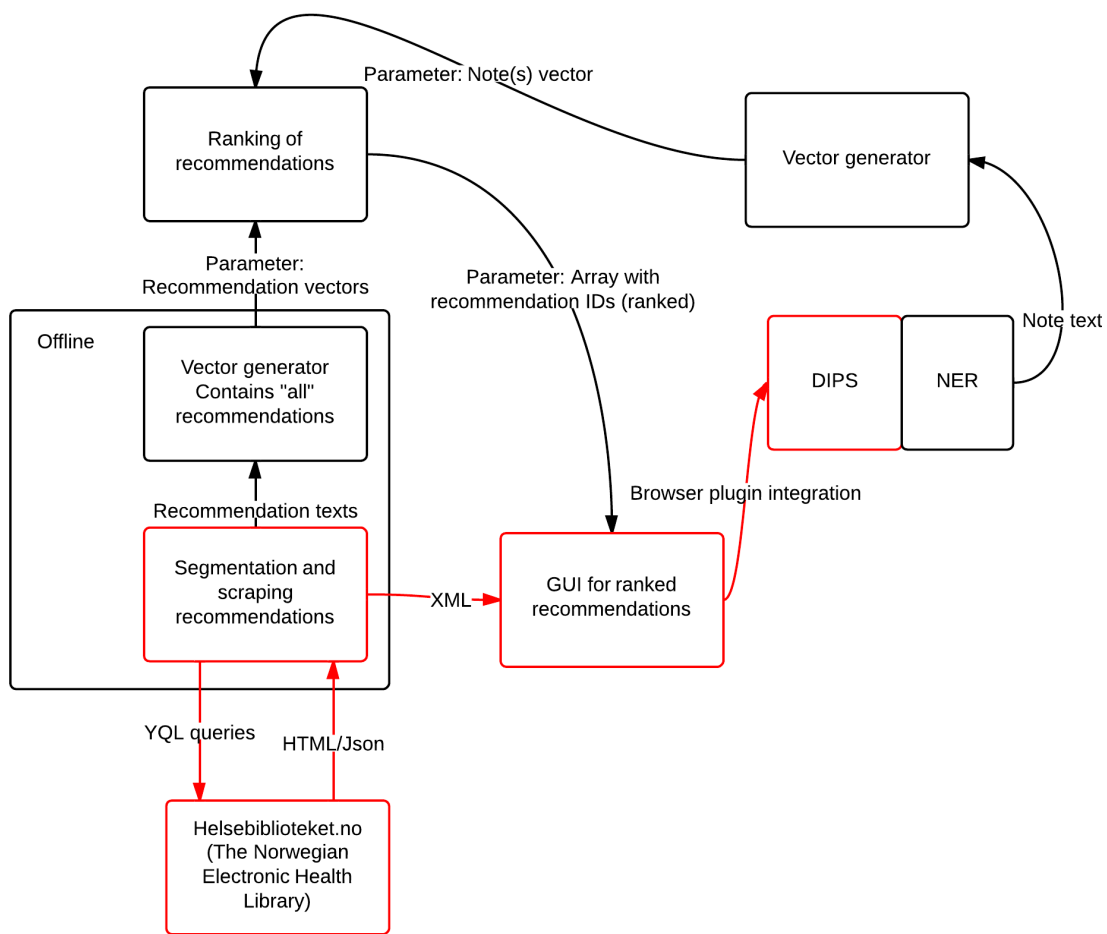 Parameter: Note(s) vector
Ranking of
recommendations
Vector generator
Parameter:
Recommendation vectors
Parameter: Array with
recommendation IDs (ranked)
Offline
Vector generator
Contains "all"
recommendations
DIPS
NER
Note text
Recommendation texts
Browser plugin integration
Segmentation and
scraping
recommendations
XML
GUI for ranked
recommendations
YQL queries
HTML/Json
Helsebiblioteket.no
(The Norwegian
Electronic Health
Library)